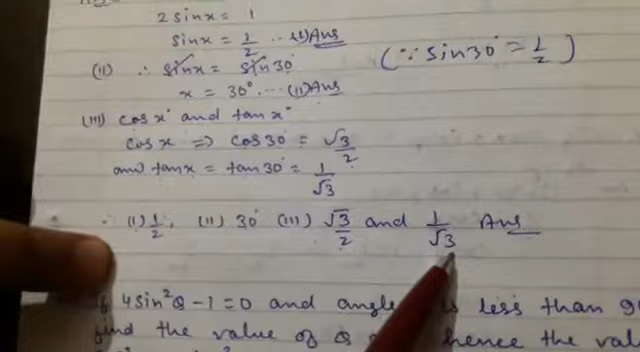 2 sin x = 1
sin x = 1/2 ... (i) Ans
(II) ∴ sin x = sin 30° (∵ sin 30° = 1/2)
x = 30° ... (II) Ans
(III) cos x° and tan x°
cos x ⇒ cos 30° = √3/2
and tan x = tan 30° = 1/√3
∴ (I) 1/2, (II) 30° (III) √3/2 and 1/√3 Ans
If 4 sin²θ - 1 = 0 and angle is less than
find the value of θ hence the